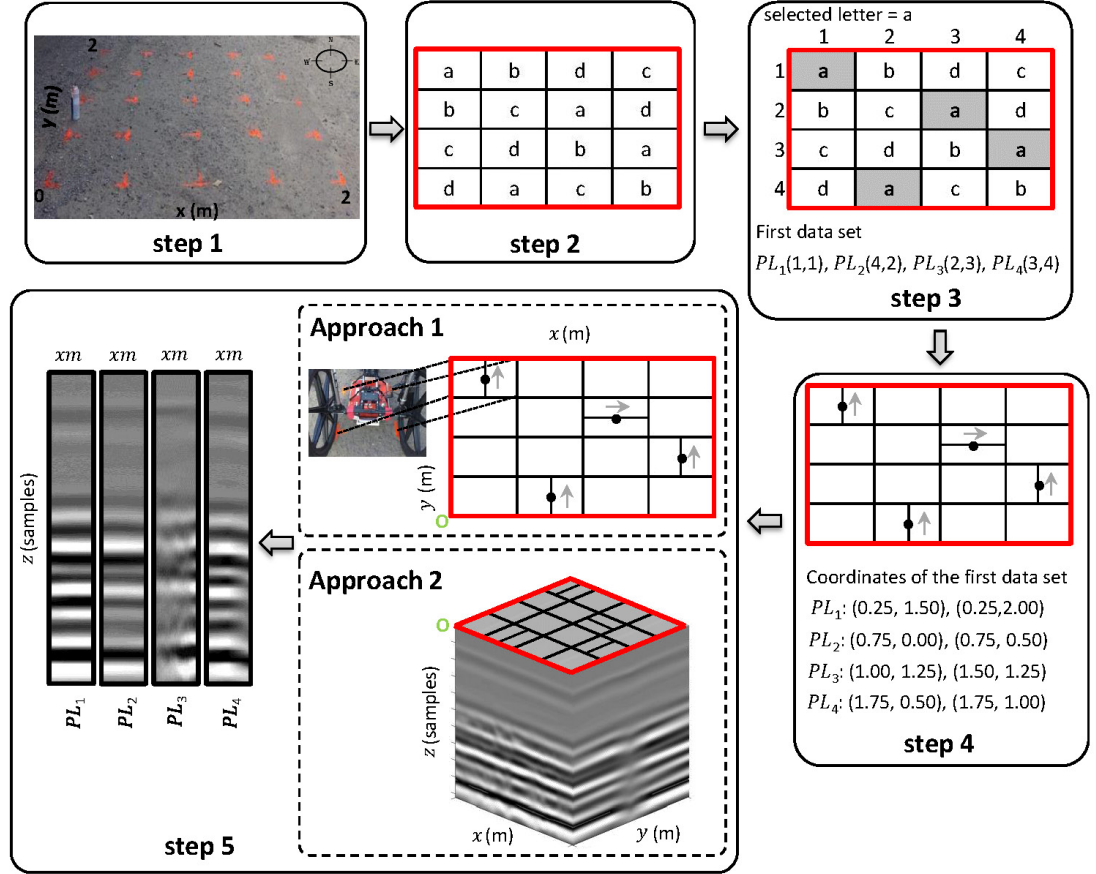 2
N
W
E
S
y (m)
0
x (m)
2
step 1
a b d c
b c a d
c d b a
d a c b
step 2
selected letter = a
1 2 3 4
1 a b d c
2 b c a d
3 c d b a
4 d a c b
First data set
PL₁(1,1), PL₂(4,2), PL₃(2,3), PL₄(3,4)
step 3
Coordinates of the first data set
PL₁: (0.25, 1.50), (0.25,2.00)
PL₂: (0.75, 0.00), (0.75, 0.50)
PL₃: (1.00, 1.25), (1.50, 1.25)
PL₄: (1.75, 0.50), (1.75, 1.00)
step 4
Approach 1
x (m)
y (m)
O
Approach 2
O
z (samples)
x (m)
y (m)
xm xm xm xm
z (samples)
PL₁ PL₂ PL₃ PL₄
step 5